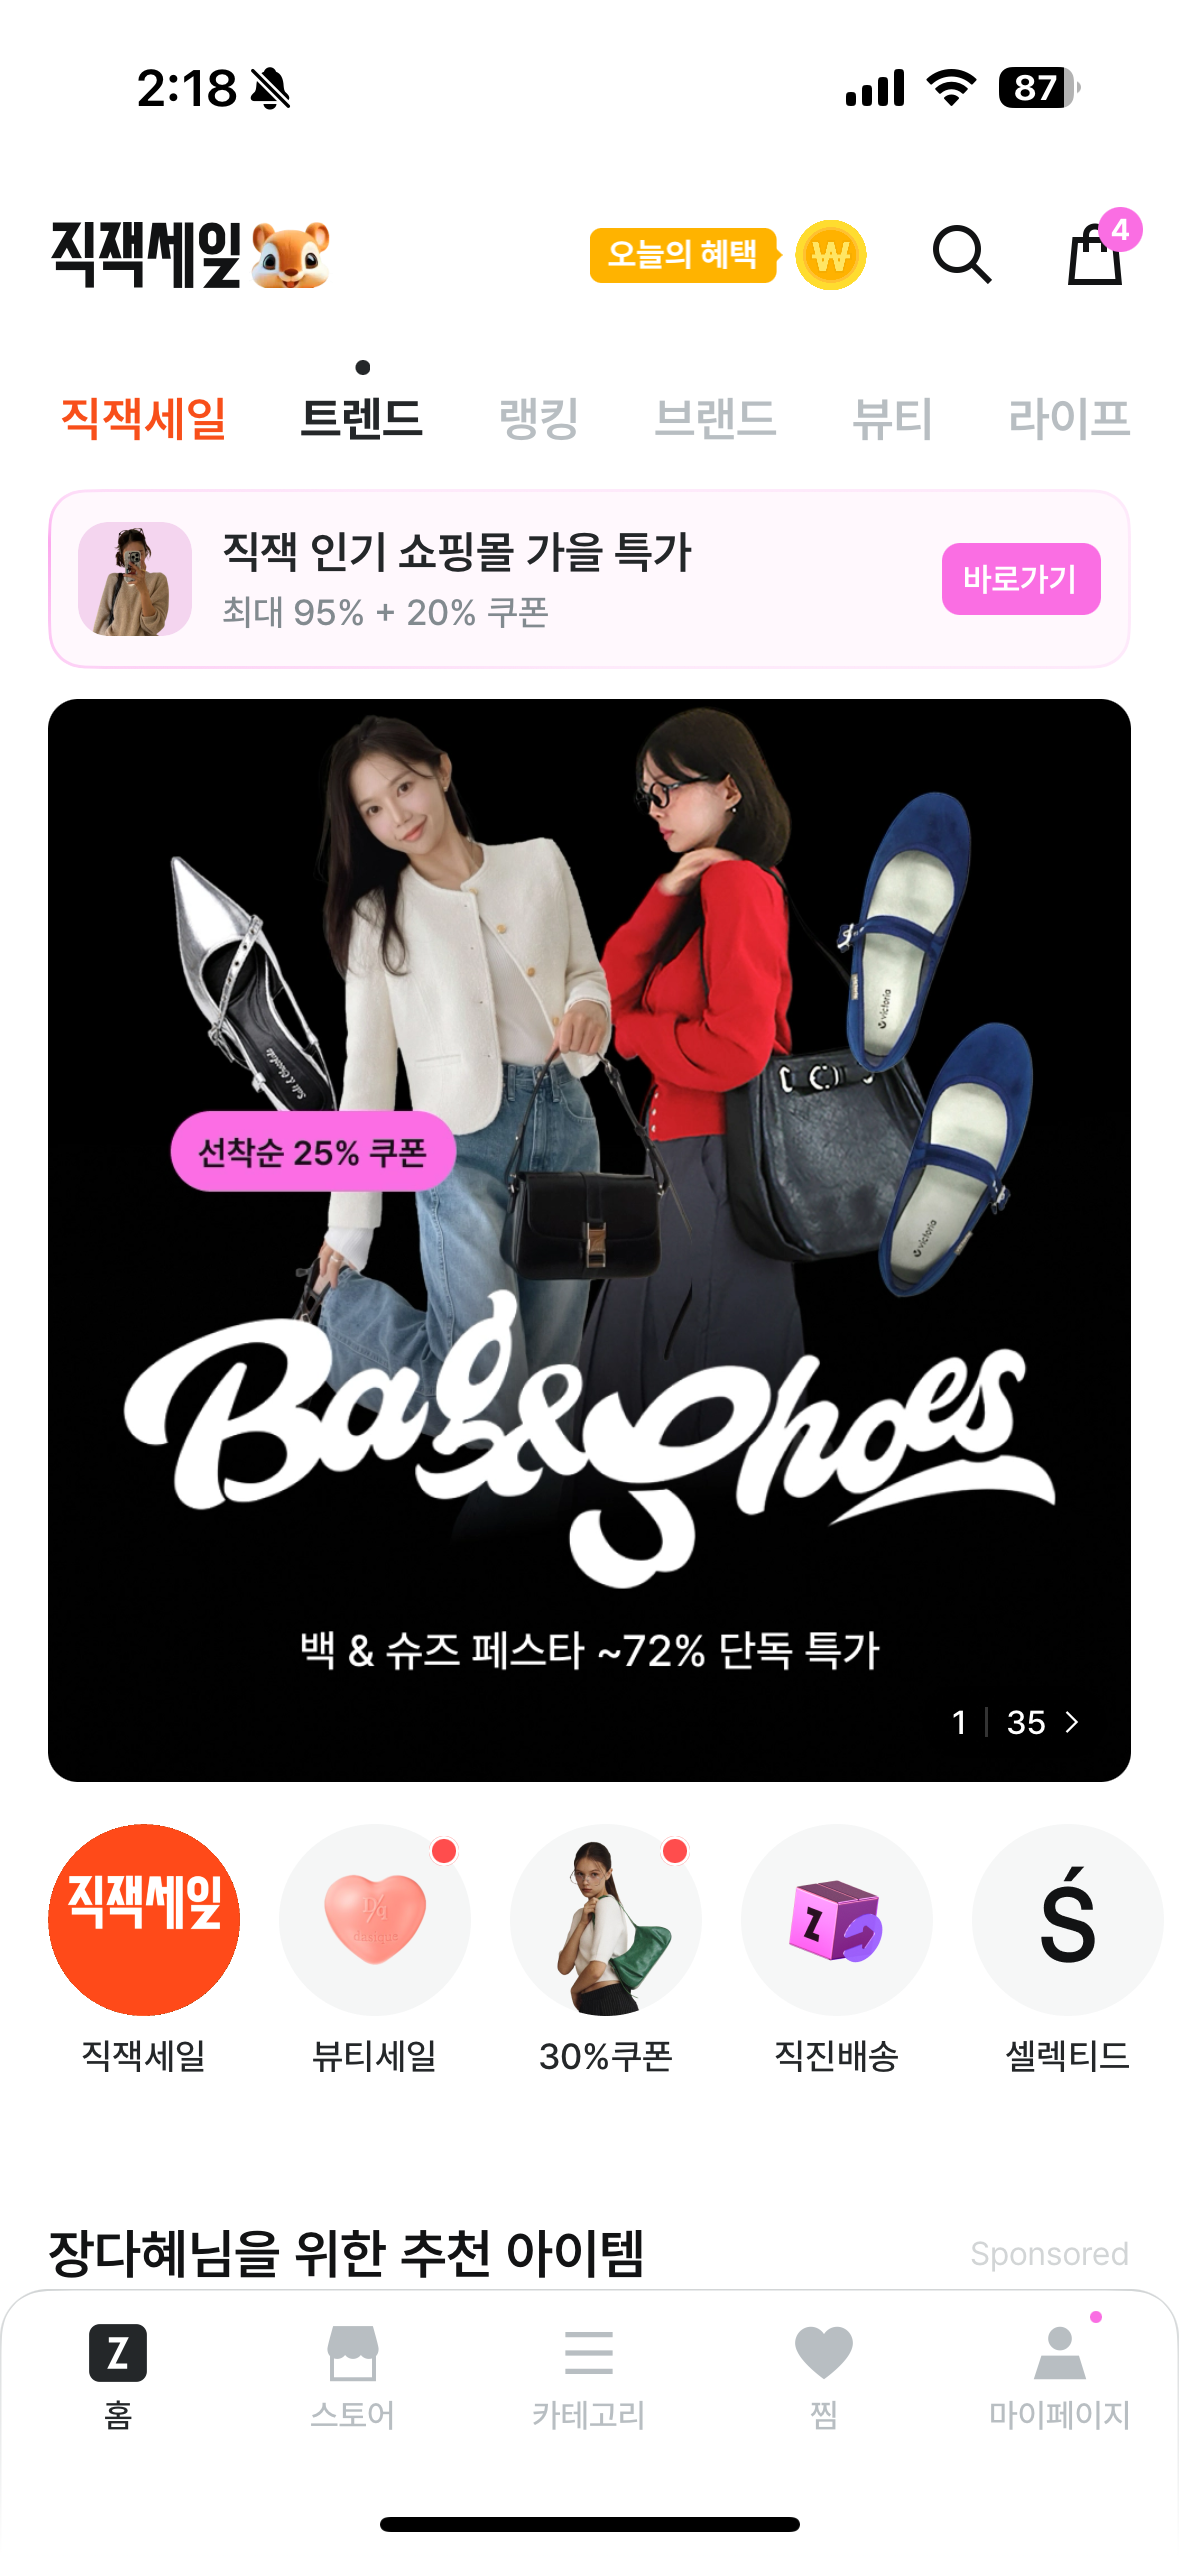 2:18
87
직잭세일
오늘의 혜택
W
4
직잭세일 트렌드 랭킹 브랜드 뷰티 라이프
직잭 인기 쇼핑몰 가을 특가
최대 95% + 20% 쿠폰
바로가기
victoria
victoria
선착순 25% 쿠폰
Bag&Shoes
백 & 슈즈 페스타 ~72% 단독 특가
1 | 35 >
직잭세일
D/q
dasique
Z
Ś
직잭세일 뷰티세일 30%쿠폰 직진배송 셀렉티드
장다혜님을 위한 추천 아이템
Sponsored
Z
홈 스토어 카테고리 찜 마이페이지